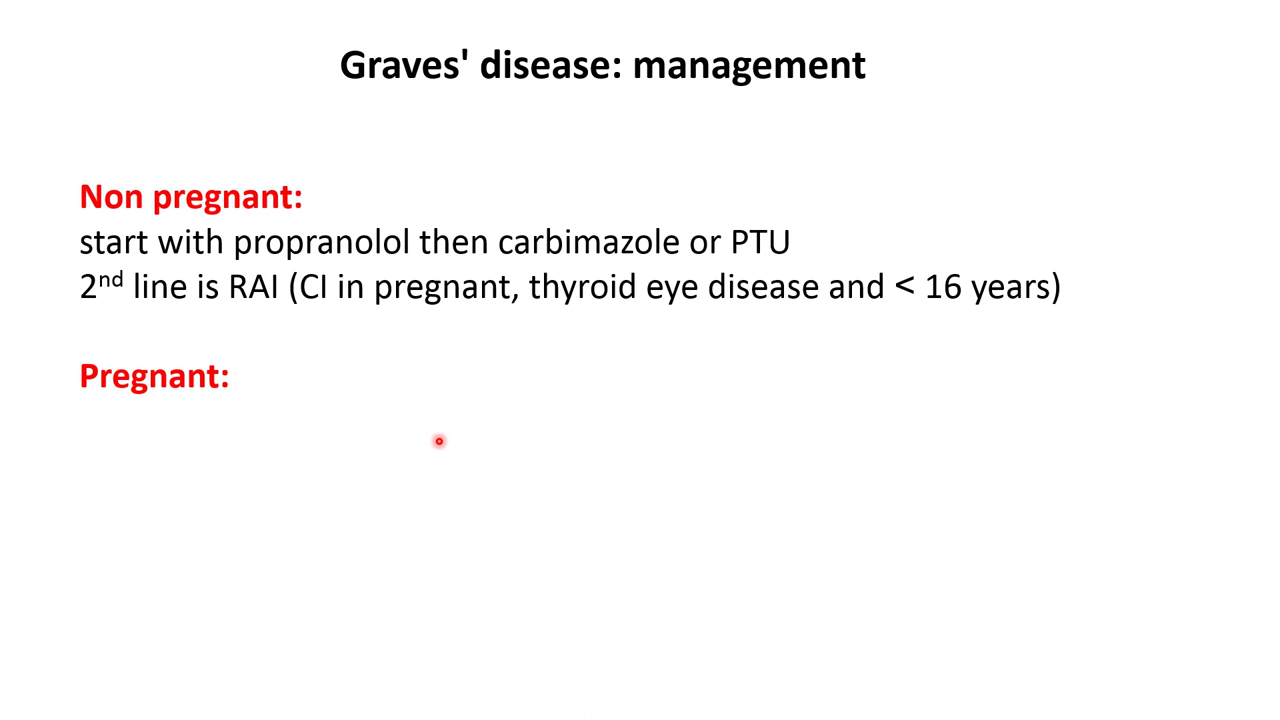 Graves' disease: management
Non pregnant:
start with propranolol then carbimazole or PTU
2nd line is RAI (CI in pregnant, thyroid eye disease and < 16 years)
Pregnant: